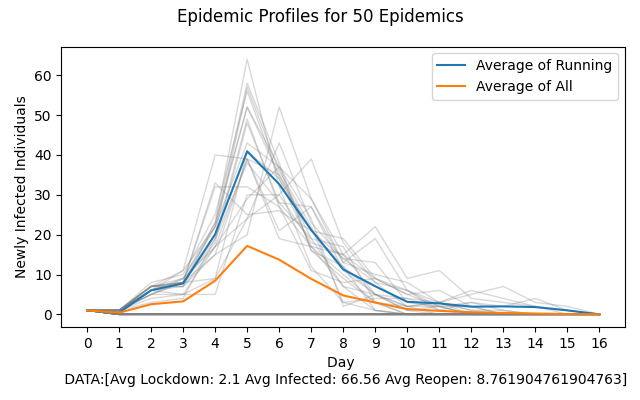 Epidemic Profiles for 50 Epidemics
Average of Running
Average of All
Newly Infected Individuals
60
50
40
30
20
10
0
0 1 2 3 4 5 6 7 8 9 10 11 12 13 14 15 16
Day
DATA:[Avg Lockdown: 2.1 Avg Infected: 66.56 Avg Reopen: 8.761904761904763]